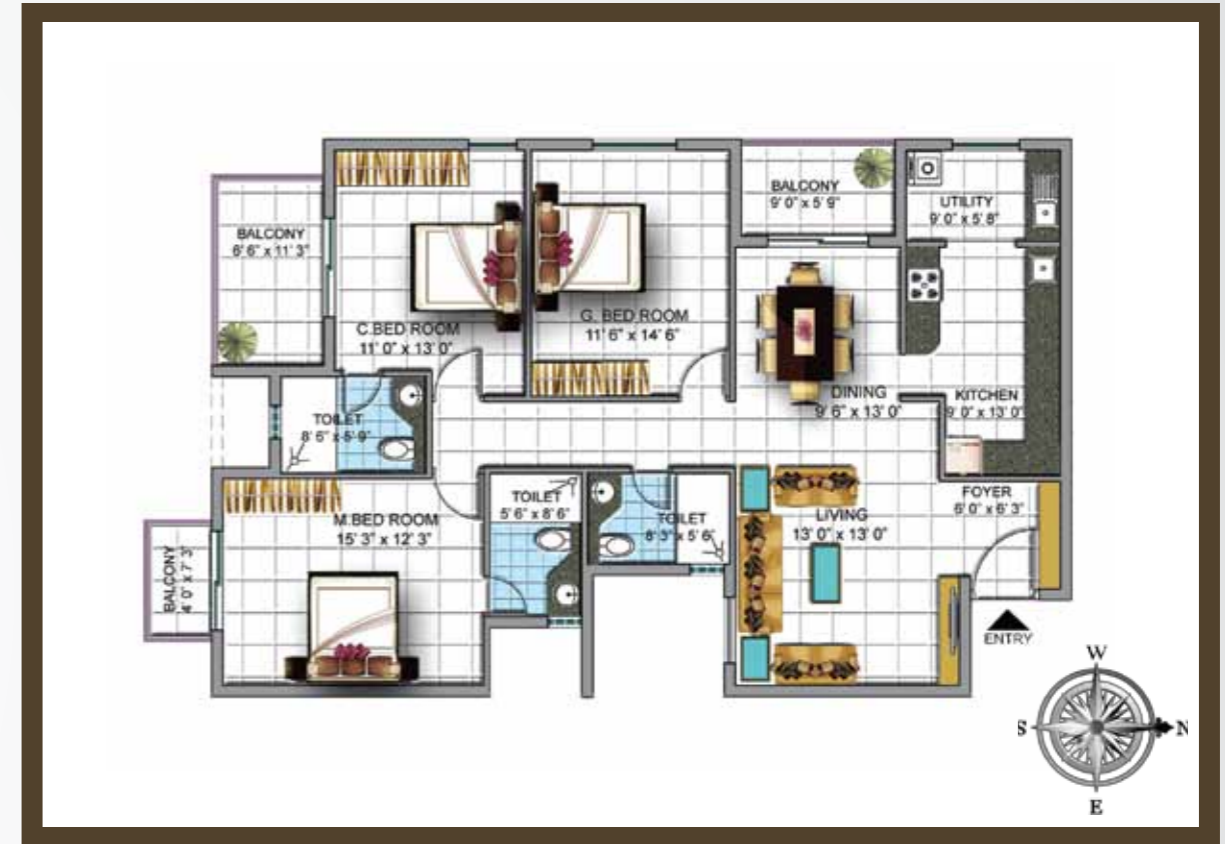 BALCONY
9' 0" x 5' 9"
UTILITY
9' 0" x 5' 8"
BALCONY
6' 6" x 11' 3"
C.BED ROOM
11' 0" x 13' 0"
G. BED ROOM
11' 6" x 14' 6"
DINING
9' 6" x 13' 0"
KITCHEN
9' 0" x 13' 0"
TOILET
8' 6" x 5' 9"
M.BED ROOM
15' 3" x 12' 3"
TOILET
5' 6" x 8' 6"
TOILET
8' 3" x 5' 6"
LIVING
13' 0" x 13' 0"
FOYER
6' 0" x 6' 3"
BALCONY
4' 0" x 7' 3"
ENTRY
W
S
N
E